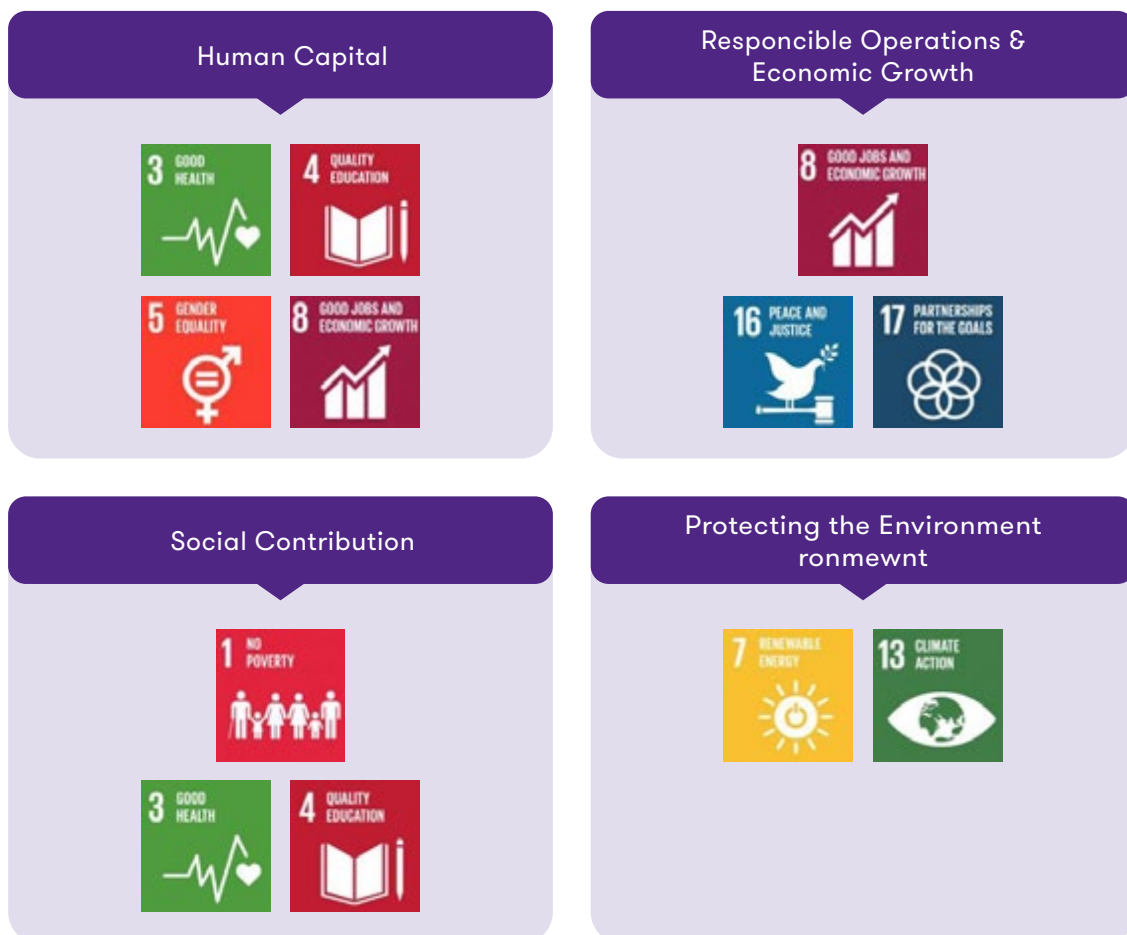 Human Capital
3 GOOD
HEALTH
4 QUALITY
EDUCATION
5 GENDER
EQUALITY
8 GOOD JOBS AND
ECONOMIC GROWTH
Responcible Operations &
Economic Growth
8 GOOD JOBS AND
ECONOMIC GROWTH
16 PEACE AND
JUSTICE
17 PARTNERSHIPS
FOR THE GOALS
Social Contribution
1 NO
POVERTY
3 GOOD
HEALTH
4 QUALITY
EDUCATION
Protecting the Environment
ronmewnt
7 RENEWABLE
ENERGY
13 CLIMATE
ACTION